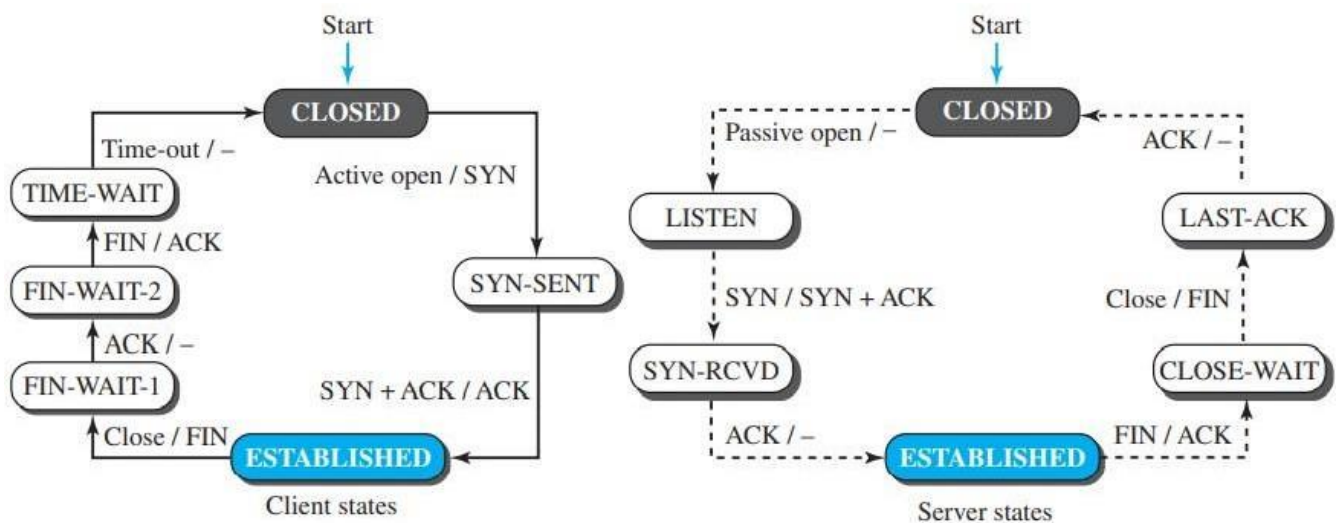 Start
CLOSED
Time-out / –
Active open / SYN
TIME-WAIT
FIN / ACK
SYN-SENT
FIN-WAIT-2
ACK / –
FIN-WAIT-1
SYN + ACK / ACK
Close / FIN
ESTABLISHED
Client states
Start
CLOSED
Passive open / –
ACK / –
LISTEN
LAST-ACK
SYN / SYN + ACK
Close / FIN
SYN-RCVD
CLOSE-WAIT
ACK / –
FIN / ACK
ESTABLISHED
Server states